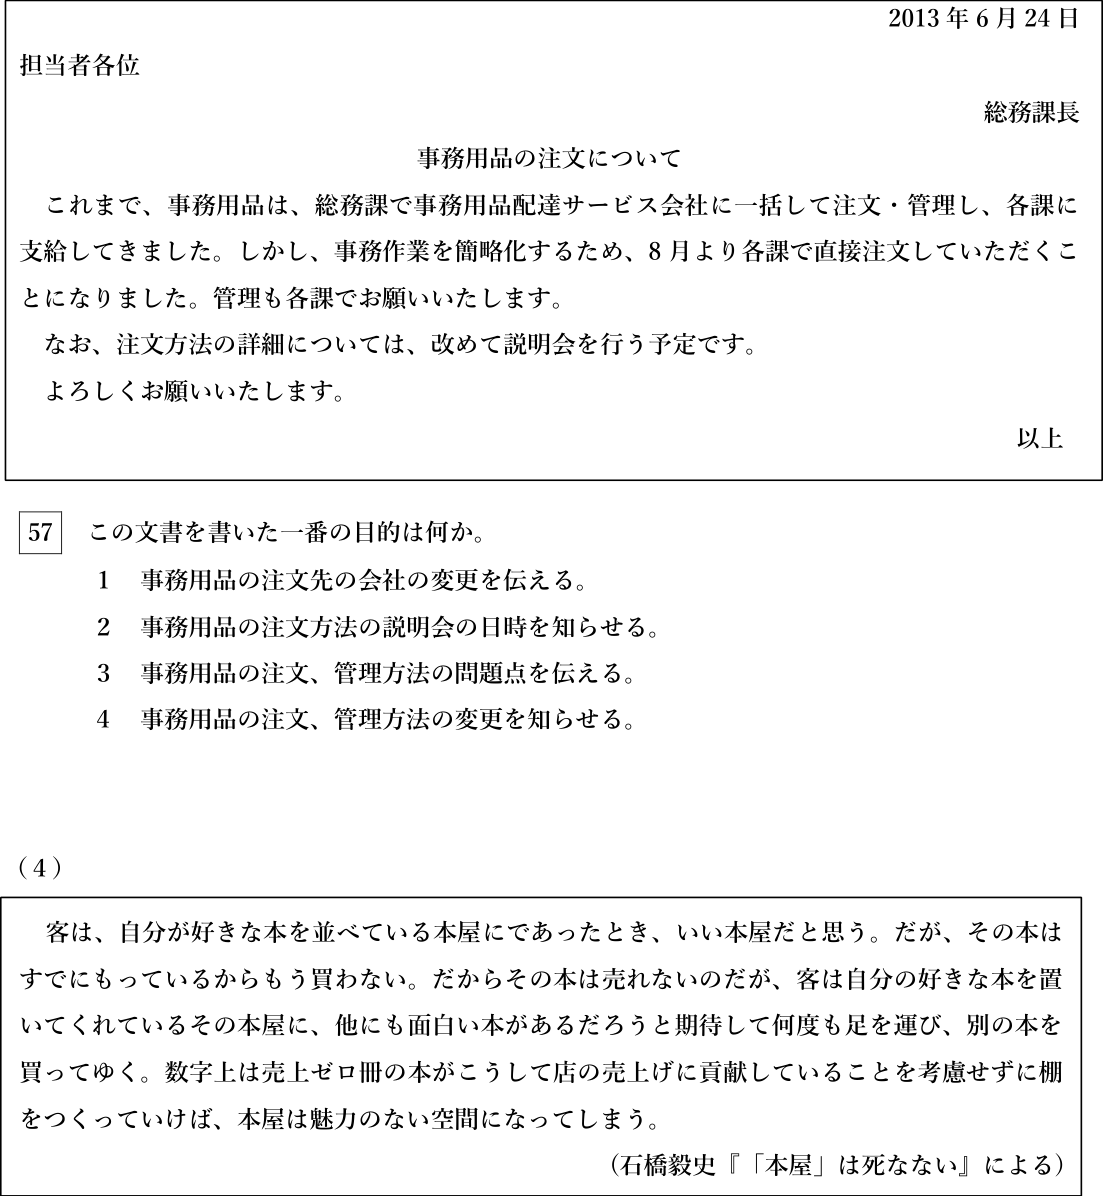 2013 年 6 月 24 日
担当者各位
総務課長
事務用品の注文について
これまで、事務用品は、総務課で事務用品配達サービス会社に一括して注文・管理し、各課に
支給してきました。しかし、事務作業を簡略化するため、8 月より各課で直接注文していただくこ
とになりました。管理も各課でお願いいたします。
なお、注文方法の詳細については、改めて説明会を行う予定です。
よろしくお願いいたします。
以上
57 この文書を書いた一番の目的は何か。
1 事務用品の注文先の会社の変更を伝える。
2 事務用品の注文方法の説明会の日時を知らせる。
3 事務用品の注文、管理方法の問題点を伝える。
4 事務用品の注文、管理方法の変更を知らせる。
（4）
客は、自分が好きな本を並べている本屋にであったとき、いい本屋だと思う。だが、その本は
すでにもっているからもう買わない。だからその本は売れないのだが、客は自分の好きな本を置
いてくれているその本屋に、他にも面白い本があるだろうと期待して何度も足を運び、別の本を
買ってゆく。数字上は売上ゼロ冊の本がこうして店の売上げに貢献していることを考慮せずに棚
をつくっていけば、本屋は魅力のない空間になってしまう。
（石橋毅史『「本屋」は死なない』による）